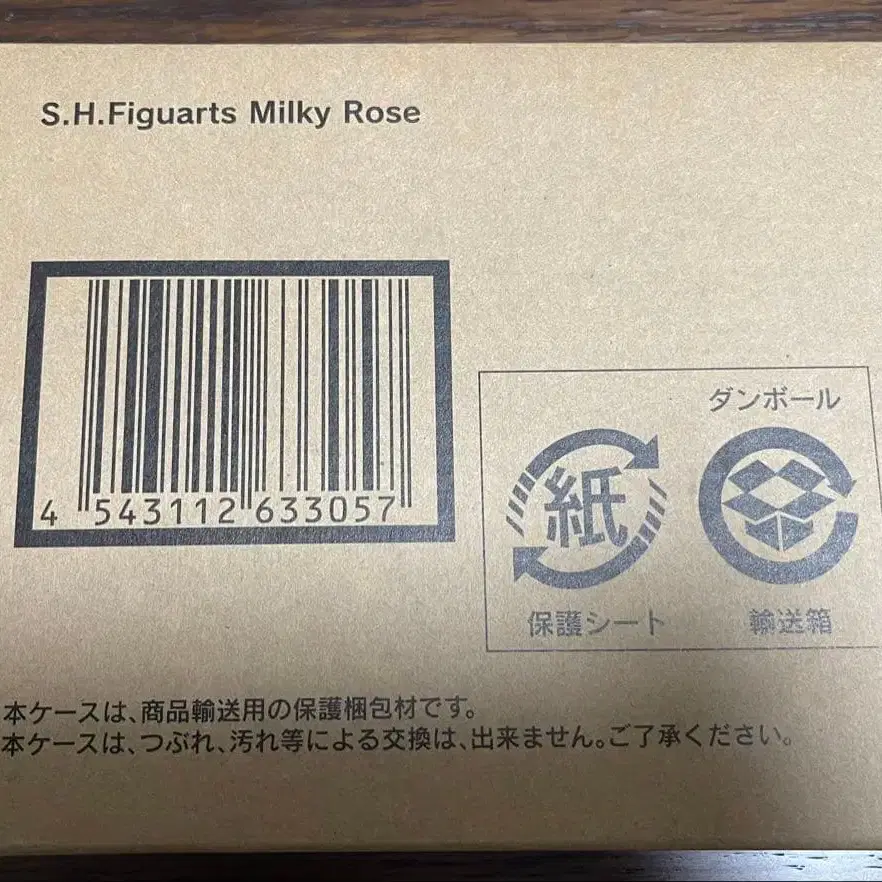 S.H.Figuarts Milky Rose
4 543112 633057
ダンボール
紙
保護シート 輸送箱
本ケースは、商品輸送用の保護梱包材です。
本ケースは、つぶれ、汚れ等による交換は、出来ません。ご了承ください。